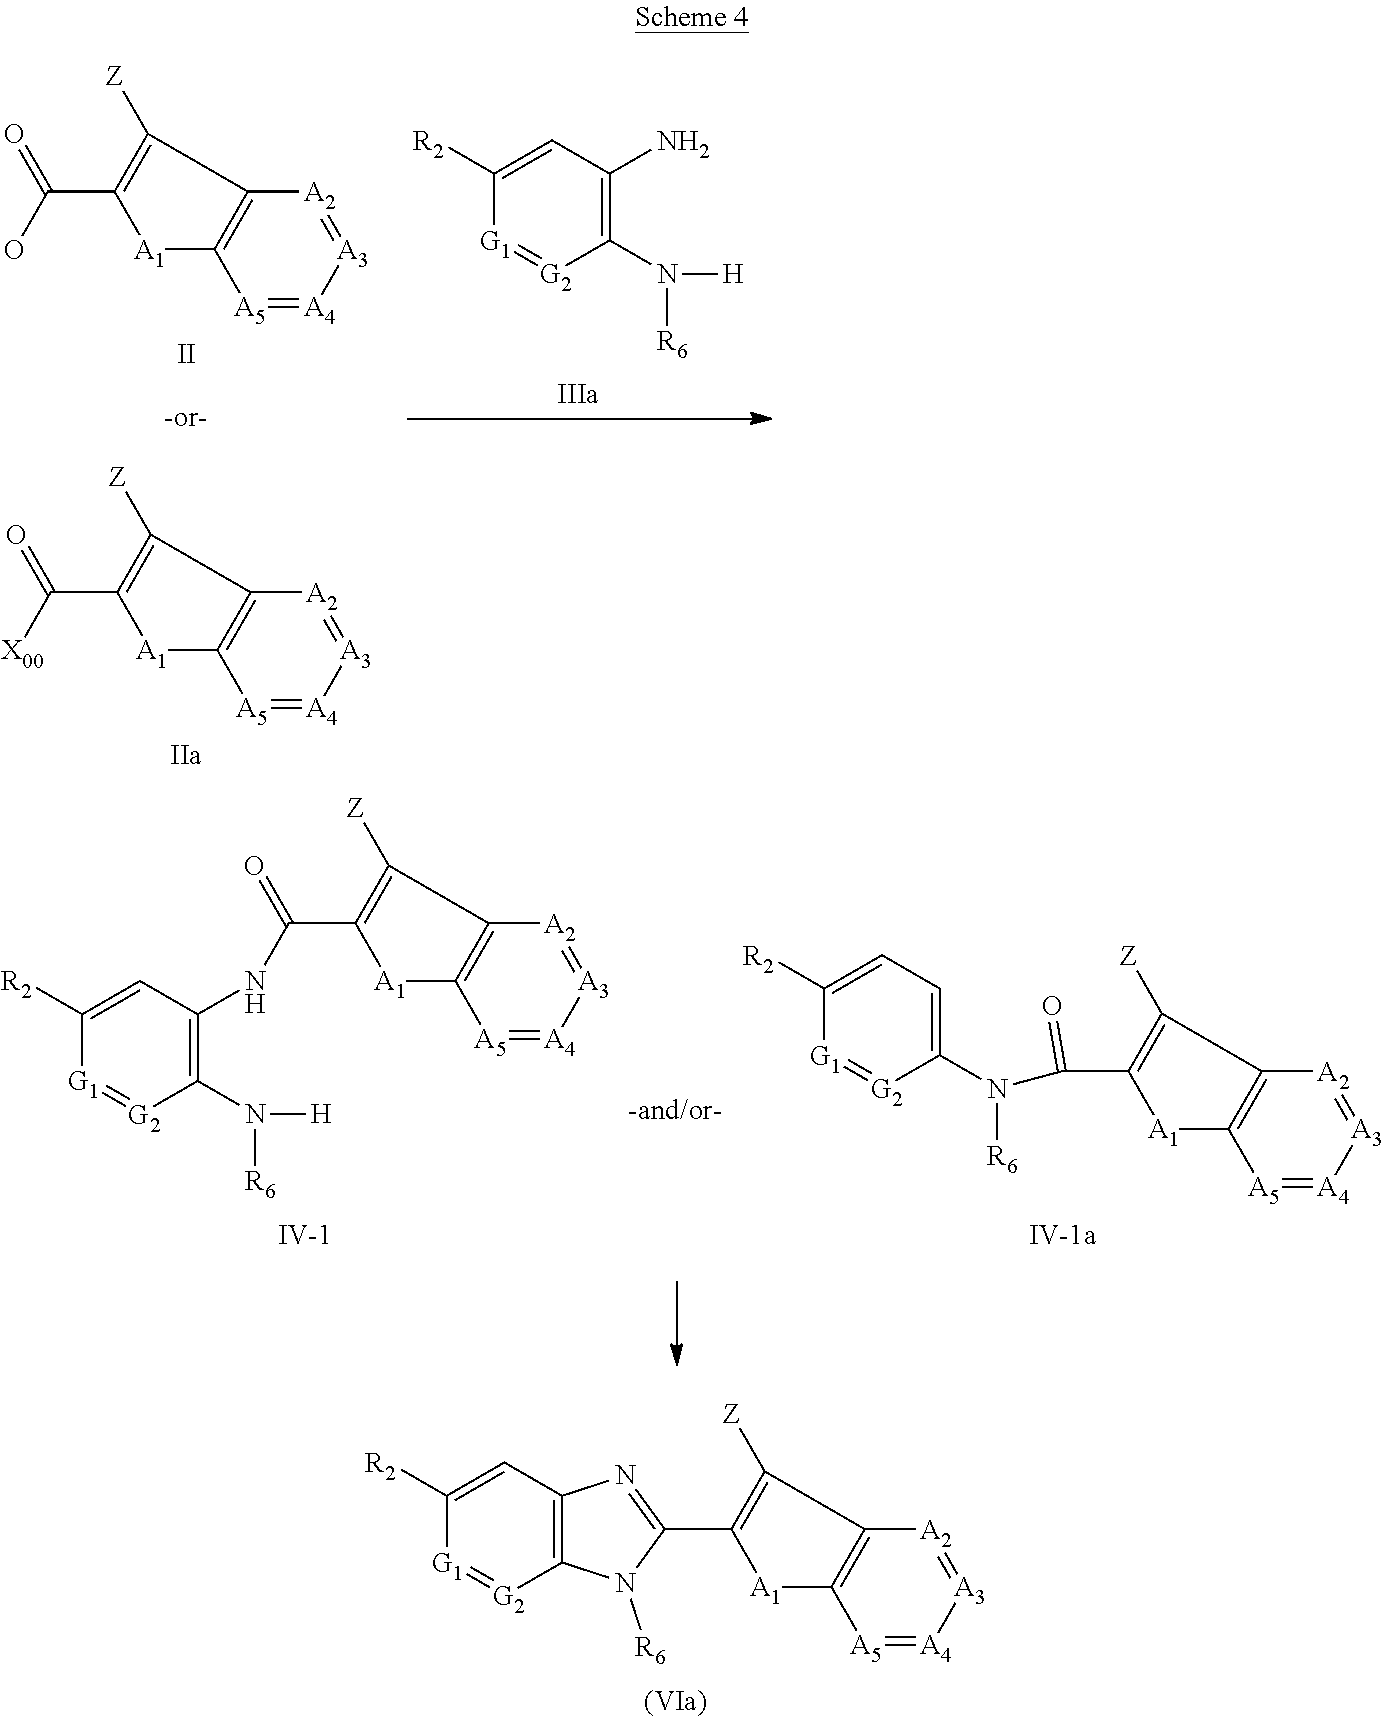 Scheme 4
Z
O
O
A1
A2
A3
A5
A4
II
R2
NH2
G1
G2
N
H
R6
-or-
IIIa
Z
O
X00
A1
A2
A3
A5
A4
IIa
Z
O
R2
N
H
A1
A2
A3
A5
A4
G1
G2
N
H
R6
IV-1
-and/or-
R2
Z
O
G1
G2
N
R6
A1
A2
A3
A5
A4
IV-1a
Z
R2
N
G1
G2
N
R6
A1
A2
A3
A5
A4
(VIa)